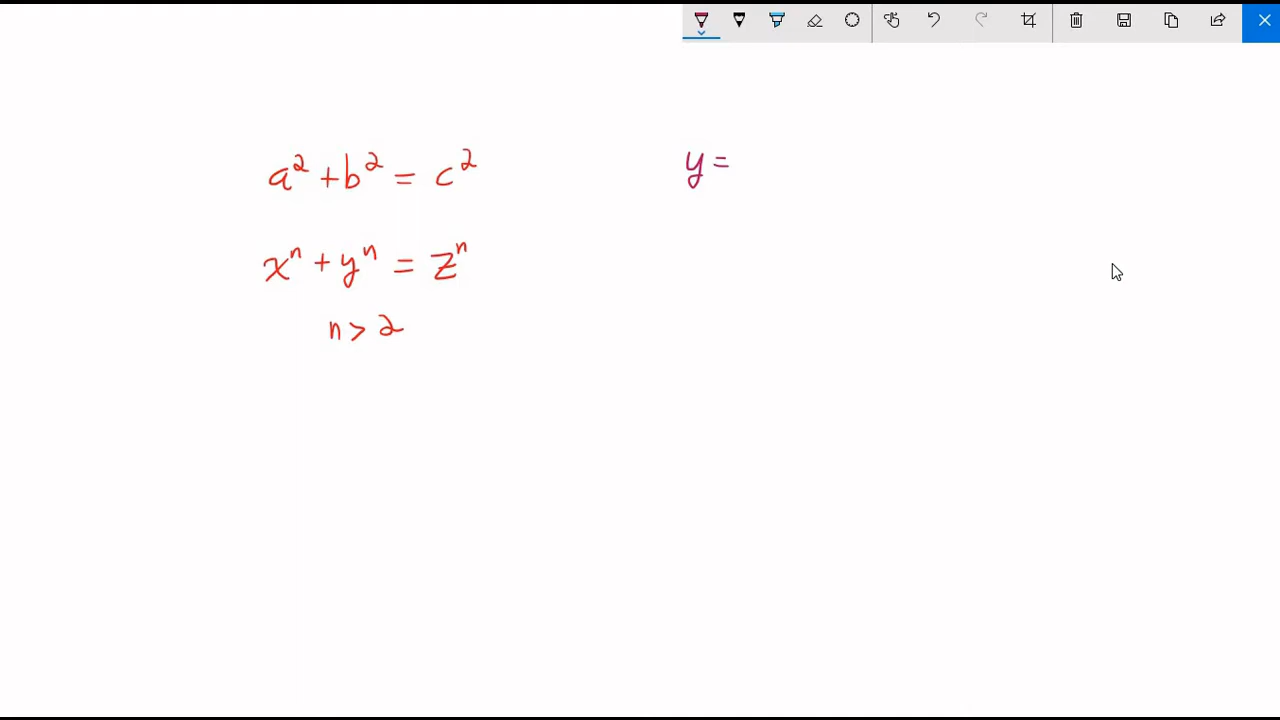 a² + b² = c²
y =
xⁿ + yⁿ = zⁿ
n > 2